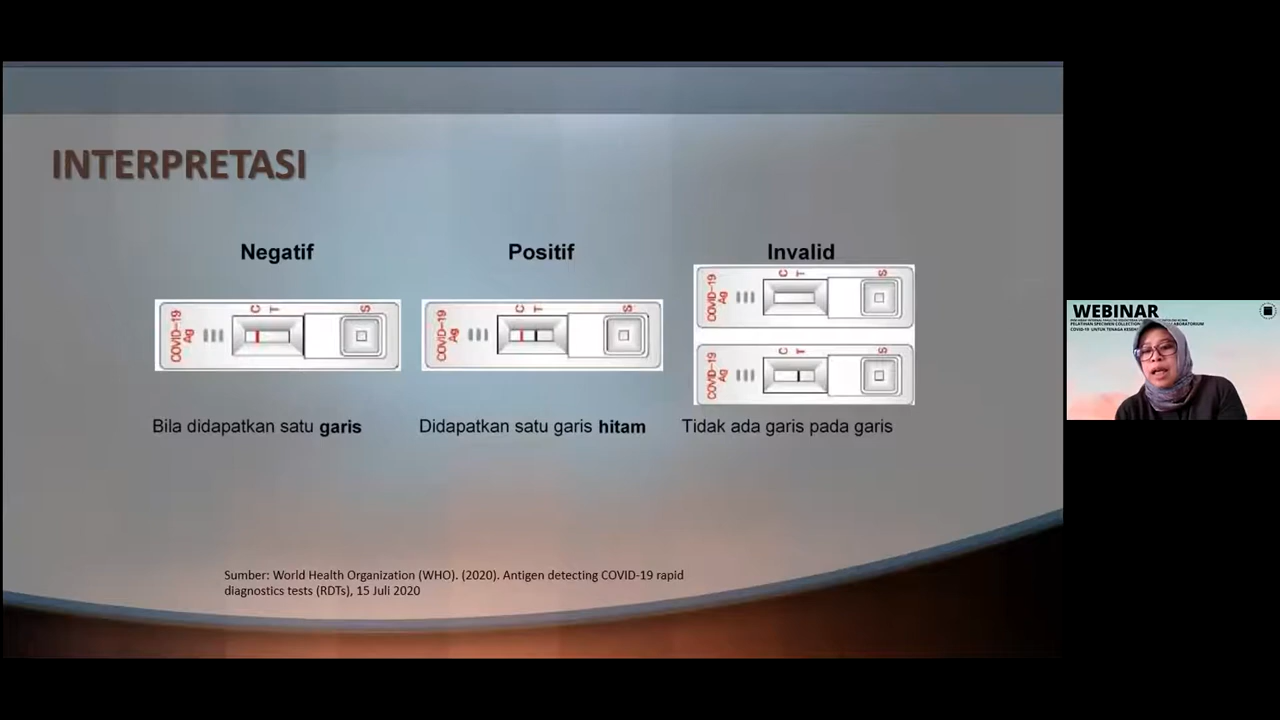 INTERPRETASI
Negatif
Positif
Invalid
COVID-19
Ag
C
T
S
COVID-19
Ag
C
T
S
COVID-19
Ag
C
T
S
COVID-19
Ag
C
T
S
Bila didapatkan satu garis
Didapatkan satu garis hitam
Tidak ada garis pada garis
Sumber: World Health Organization (WHO). (2020). Antigen detecting COVID-19 rapid
diagnostics tests (RDTs), 15 Juli 2020
WEBINAR
PELATIHAN SPECIMEN COLLECTION
COVID-19 UNTUK TENAGA